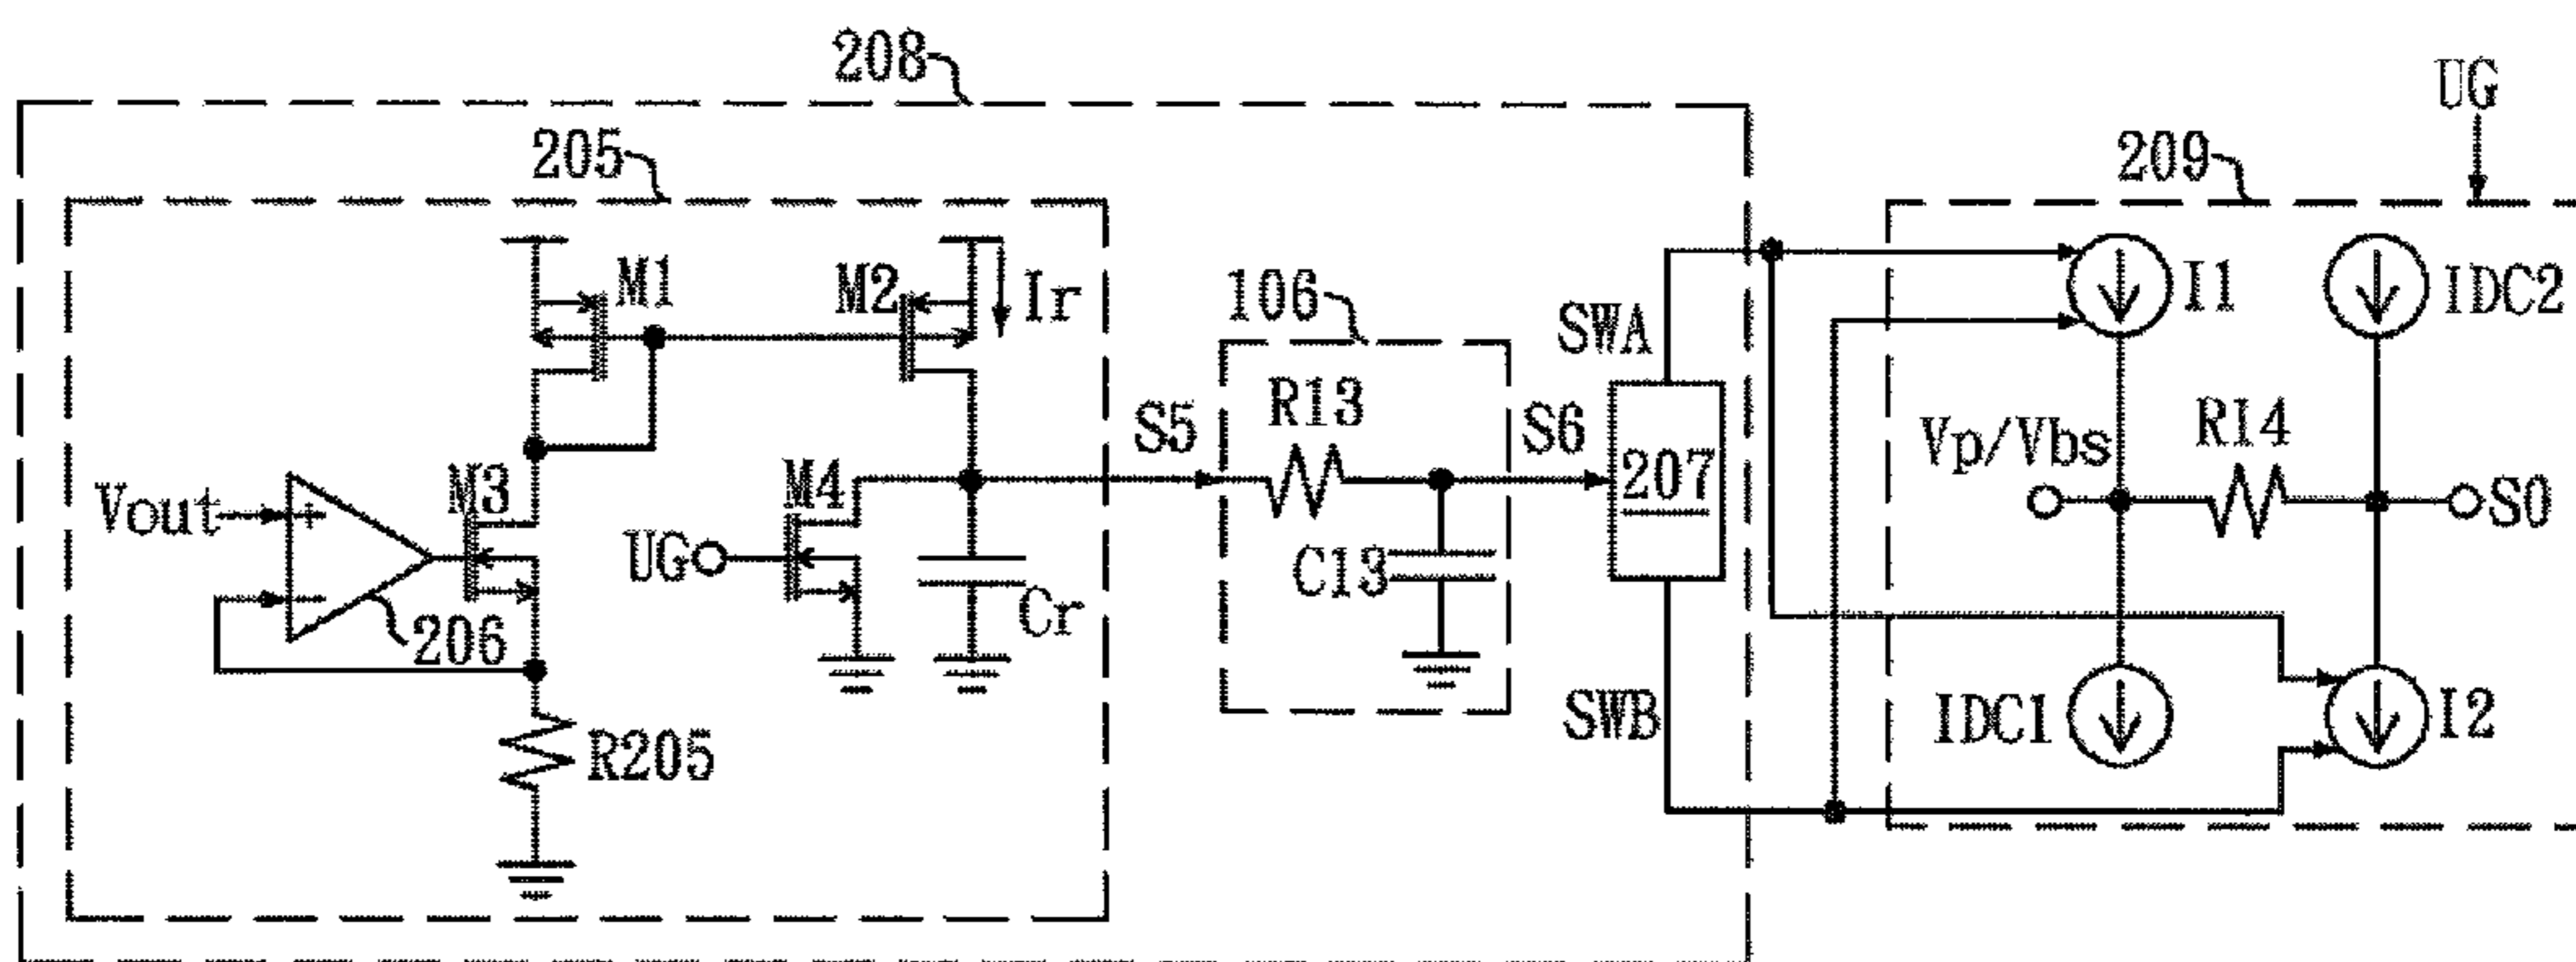 208
UG
205
209
M1
M2
Ir
106
I1
IDC2
SWA
R13
S5
S6
Vp/Vbs
R14
Vout
+
M3
M4
207
S0
UG
C13
−
206
Cr
SWB
IDC1
I2
R205